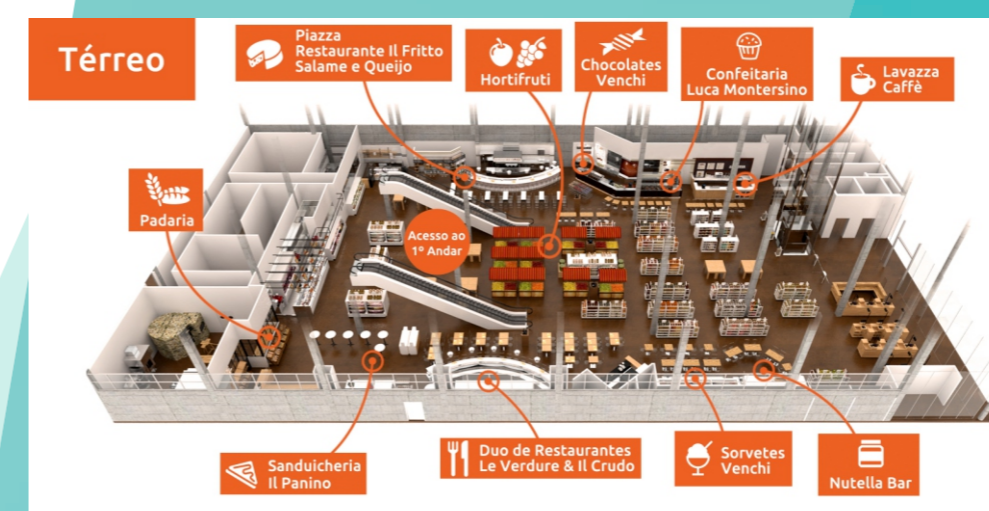 Térreo
Piazza
Restaurante Il Fritto
Salame e Queijo
Hortifruti
Chocolates
Venchi
Confeitaria
Luca Montersino
Lavazza
Caffè
Padaria
Acesso ao
1º Andar
Sanduicheria
Il Panino
Duo de Restaurantes
Le Verdure & Il Crudo
Sorvetes
Venchi
Nutella Bar